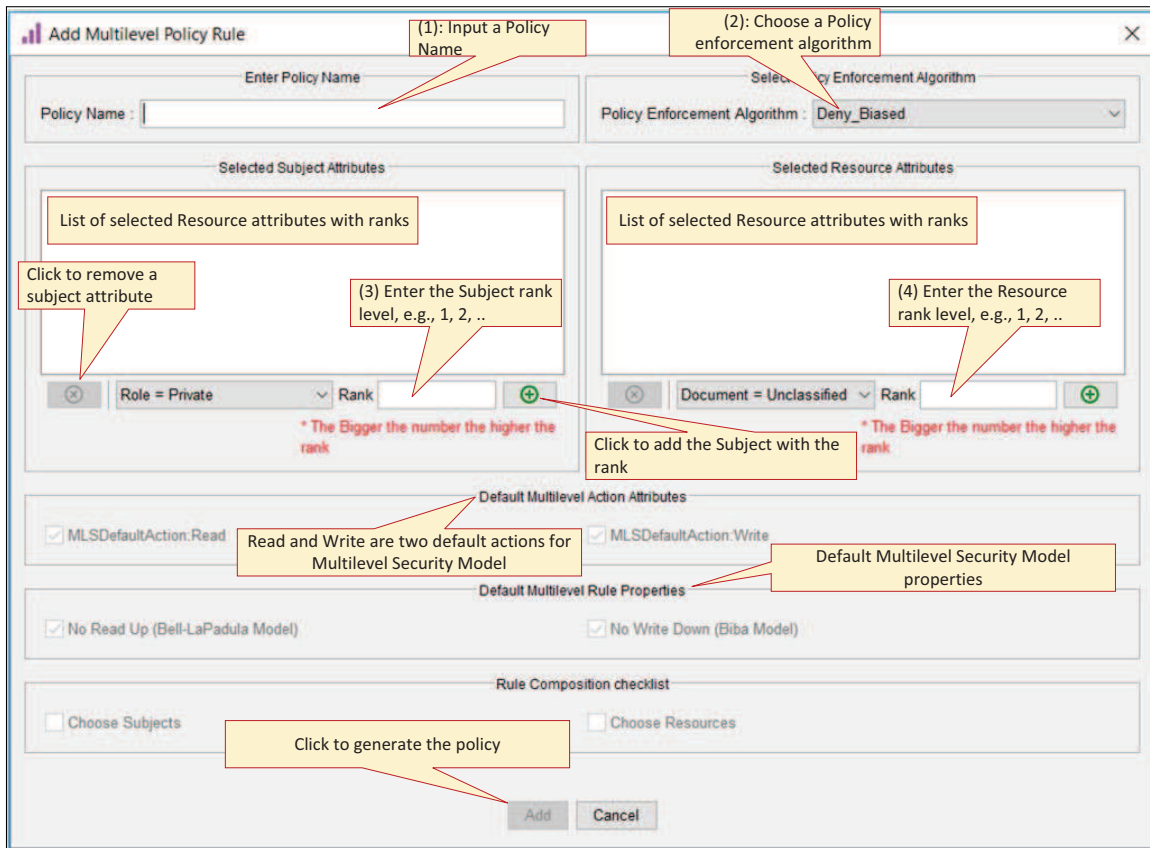 Add Multilevel Policy Rule
(1): Input a Policy
Name
(2): Choose a Policy
enforcement algorithm
Enter Policy Name
Policy Name :
Policy Enforcement Algorithm
Policy Enforcement Algorithm : Deny_Biased
Selected Subject Attributes
List of selected Resource attributes with ranks
Click to remove a
subject attribute
(3) Enter the Subject rank
level, e.g., 1, 2, ..
Role = Private
Rank
* The Bigger the number the higher the
rank
Selected Resource Attributes
List of selected Resource attributes with ranks
(4) Enter the Resource
rank level, e.g., 1, 2, ..
Document = Unclassified
Rank
* The Bigger the number the higher the
rank
Click to add the Subject with the
rank
Default Multilevel Action Attributes
MLSDefaultAction:Read
MLSDefaultAction:Write
Read and Write are two default actions for
Multilevel Security Model
Default Multilevel Security Model
properties
Default Multilevel Rule Properties
No Read Up (Bell-LaPadula Model)
No Write Down (Biba Model)
Rule Composition checklist
Choose Subjects
Choose Resources
Click to generate the policy
Add
Cancel